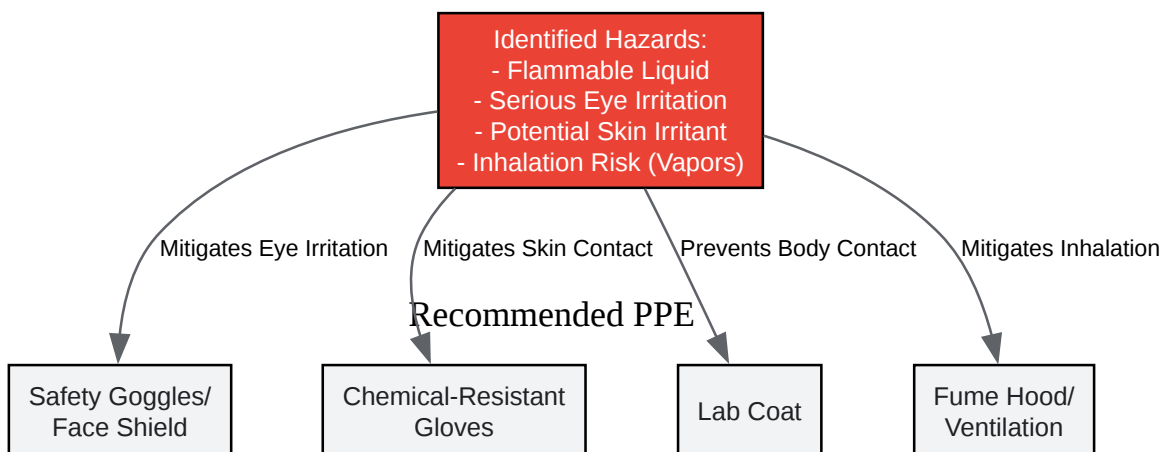 Identified Hazards:
- Flammable Liquid
- Serious Eye Irritation
- Potential Skin Irritant
- Inhalation Risk (Vapors)
Mitigates Eye Irritation
Mitigates Skin Contact
Prevents Body Contact
Mitigates Inhalation
Recommended PPE
Safety Goggles/
Face Shield
Chemical-Resistant
Gloves
Lab Coat
Fume Hood/
Ventilation